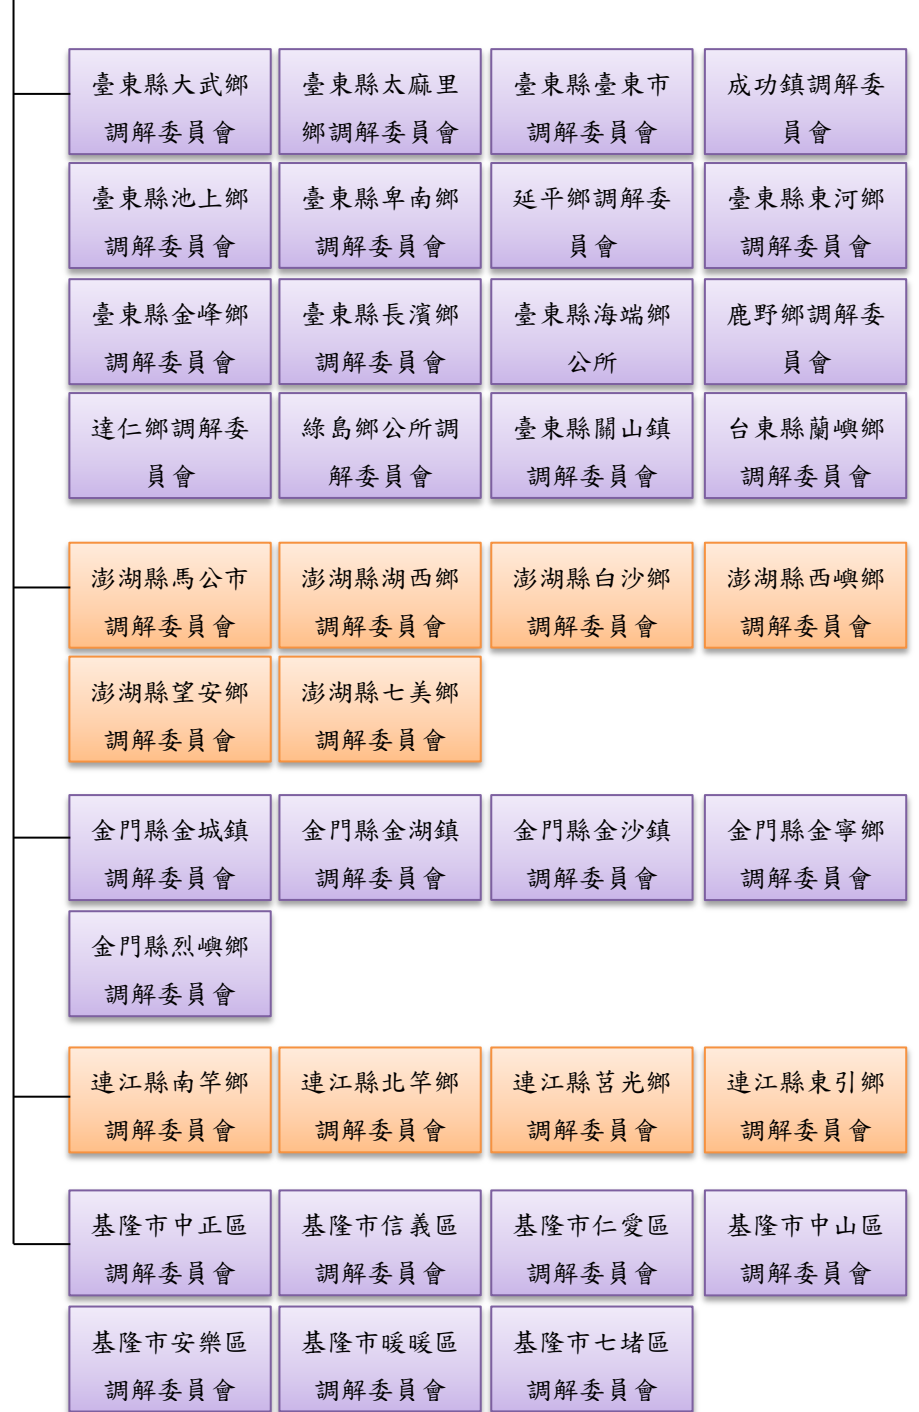 臺東縣大武鄉
調解委員會
臺東縣太麻里
鄉調解委員會
臺東縣臺東市
調解委員會
成功鎮調解委
員會
臺東縣池上鄉
調解委員會
臺東縣卑南鄉
調解委員會
延平鄉調解委
員會
臺東縣東河鄉
調解委員會
臺東縣金峰鄉
調解委員會
臺東縣長濱鄉
調解委員會
臺東縣海端鄉
公所
鹿野鄉調解委
員會
達仁鄉調解委
員會
綠島鄉公所調
解委員會
臺東縣關山鎮
調解委員會
台東縣蘭嶼鄉
調解委員會
澎湖縣馬公市
調解委員會
澎湖縣湖西鄉
調解委員會
澎湖縣白沙鄉
調解委員會
澎湖縣西嶼鄉
調解委員會
澎湖縣望安鄉
調解委員會
澎湖縣七美鄉
調解委員會
金門縣金城鎮
調解委員會
金門縣金湖鎮
調解委員會
金門縣金沙鎮
調解委員會
金門縣金寧鄉
調解委員會
金門縣烈嶼鄉
調解委員會
連江縣南竿鄉
調解委員會
連江縣北竿鄉
調解委員會
連江縣莒光鄉
調解委員會
連江縣東引鄉
調解委員會
基隆市中正區
調解委員會
基隆市信義區
調解委員會
基隆市仁愛區
調解委員會
基隆市中山區
調解委員會
基隆市安樂區
調解委員會
基隆市暖暖區
調解委員會
基隆市七堵區
調解委員會